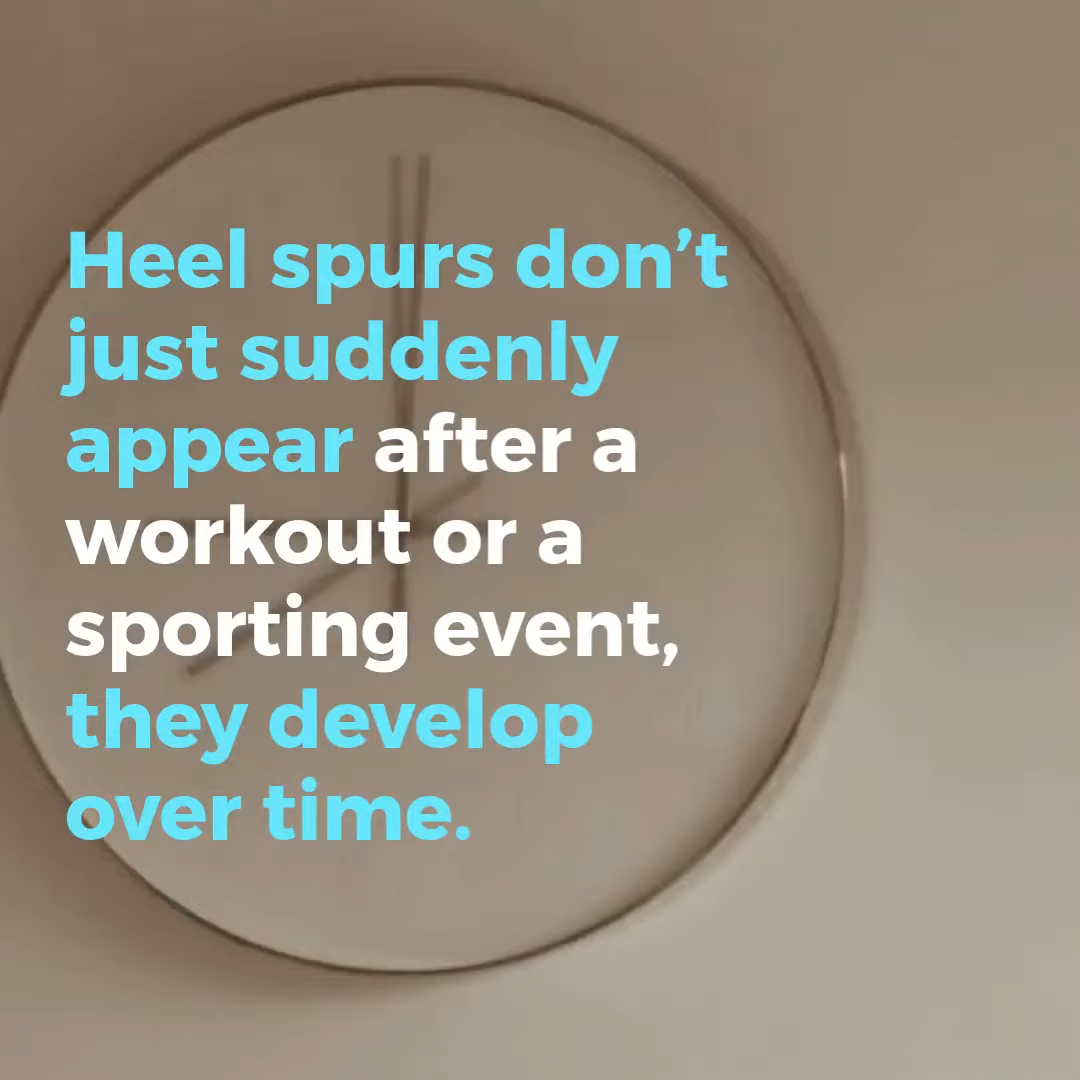 Heel spurs don’t
just suddenly
appear after a
workout or a
sporting event,
they develop
over time.